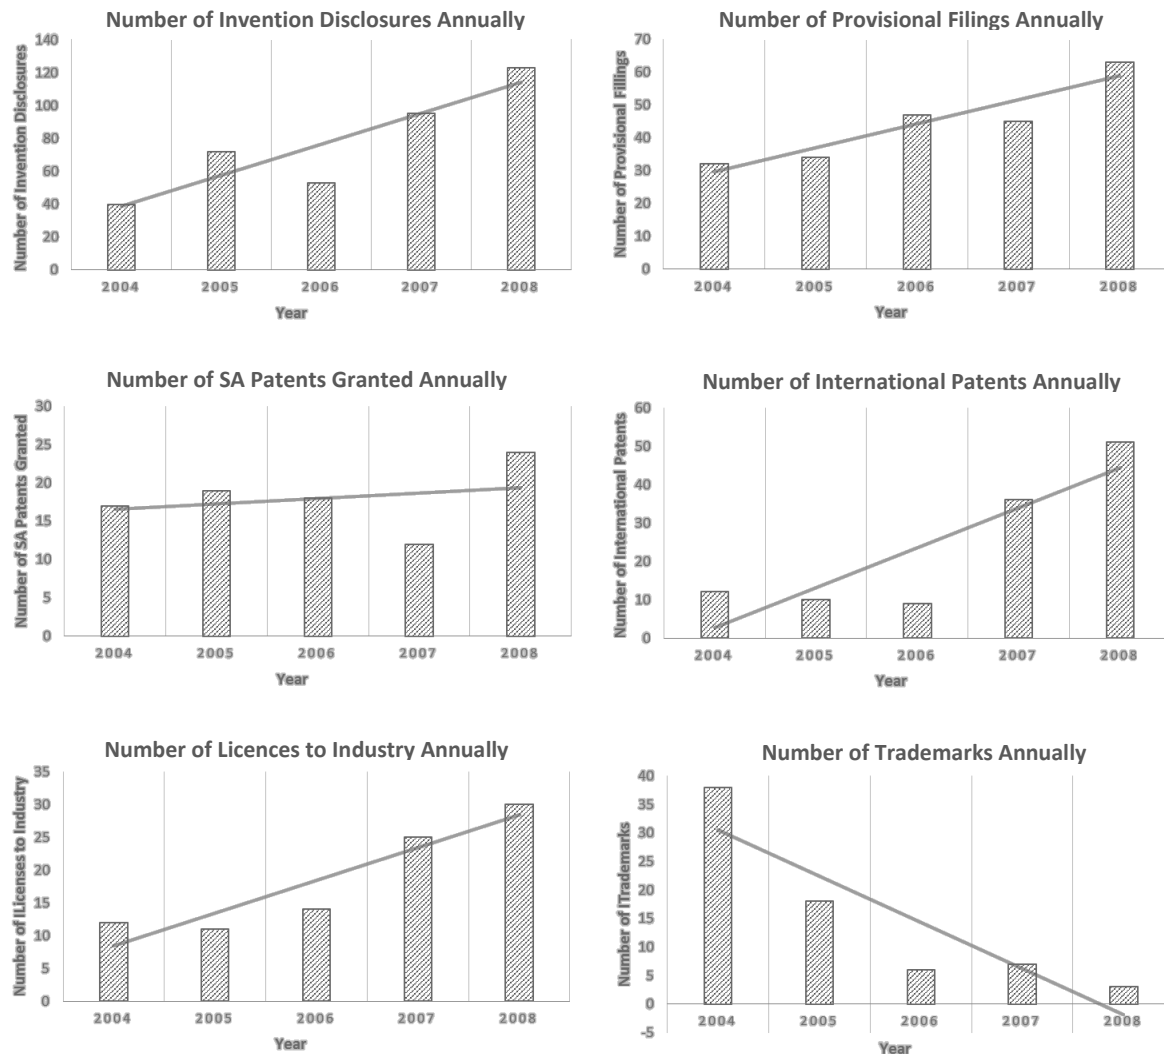 Number of Invention Disclosures Annually
Number of Invention Disclosures
140
120
100
80
60
40
20
0
2004 2005 2006 2007 2008
Year
Number of Provisional Filings Annually
Number of Provisional Fillings
70
60
50
40
30
20
10
0
2004 2005 2006 2007 2008
Year
Number of SA Patents Granted Annually
Number of SA Patents Granted
30
25
20
15
10
5
0
2004 2005 2006 2007 2008
Year
Number of International Patents Annually
Number of International Patents
60
50
40
30
20
10
0
2004 2005 2006 2007 2008
Year
Number of Licences to Industry Annually
Number of lLicenses to Industry
35
30
25
20
15
10
5
0
2004 2005 2006 2007 2008
Year
Number of Trademarks Annually
Number of lTrademarks
40
35
30
25
20
15
10
5
0
-5
2004 2005 2006 2007 2008
Year